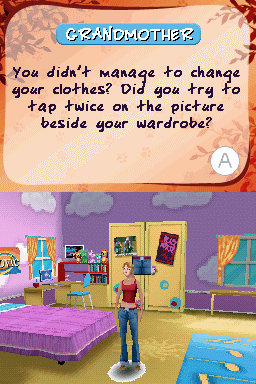 GRANDMOTHER
You didn't manage to change
your clothes? Did you try to
tap twice on the picture
beside your wardrobe?
A